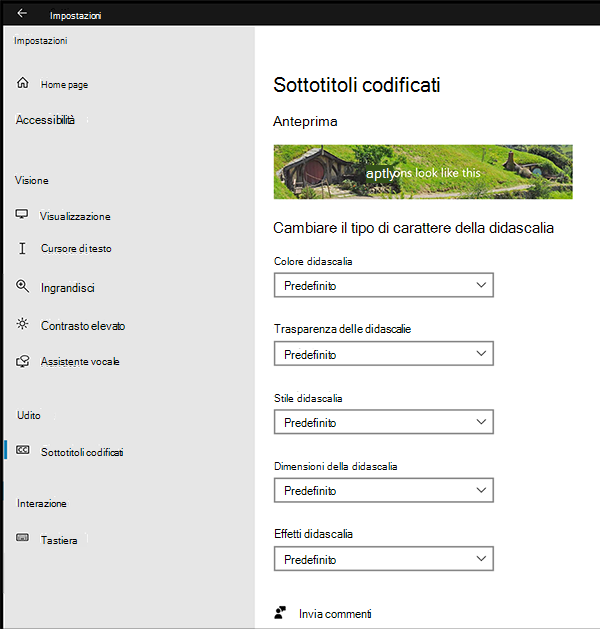 Impostazioni
Impostazioni
Home page
Accessibilità
Visione
Visualizzazione
Cursore di testo
Ingrandisci
Contrasto elevato
Assistente vocale
Udito
Sottotitoli codificati
Interazione
Tastiera
Sottotitoli codificati
Anteprima
aptlyons look like this
Cambiare il tipo di carattere della didascalia
Colore didascalia
Predefinito
Trasparenza delle didascalie
Predefinito
Stile didascalia
Predefinito
Dimensioni della didascalia
Predefinito
Effetti didascalia
Predefinito
Invia commenti